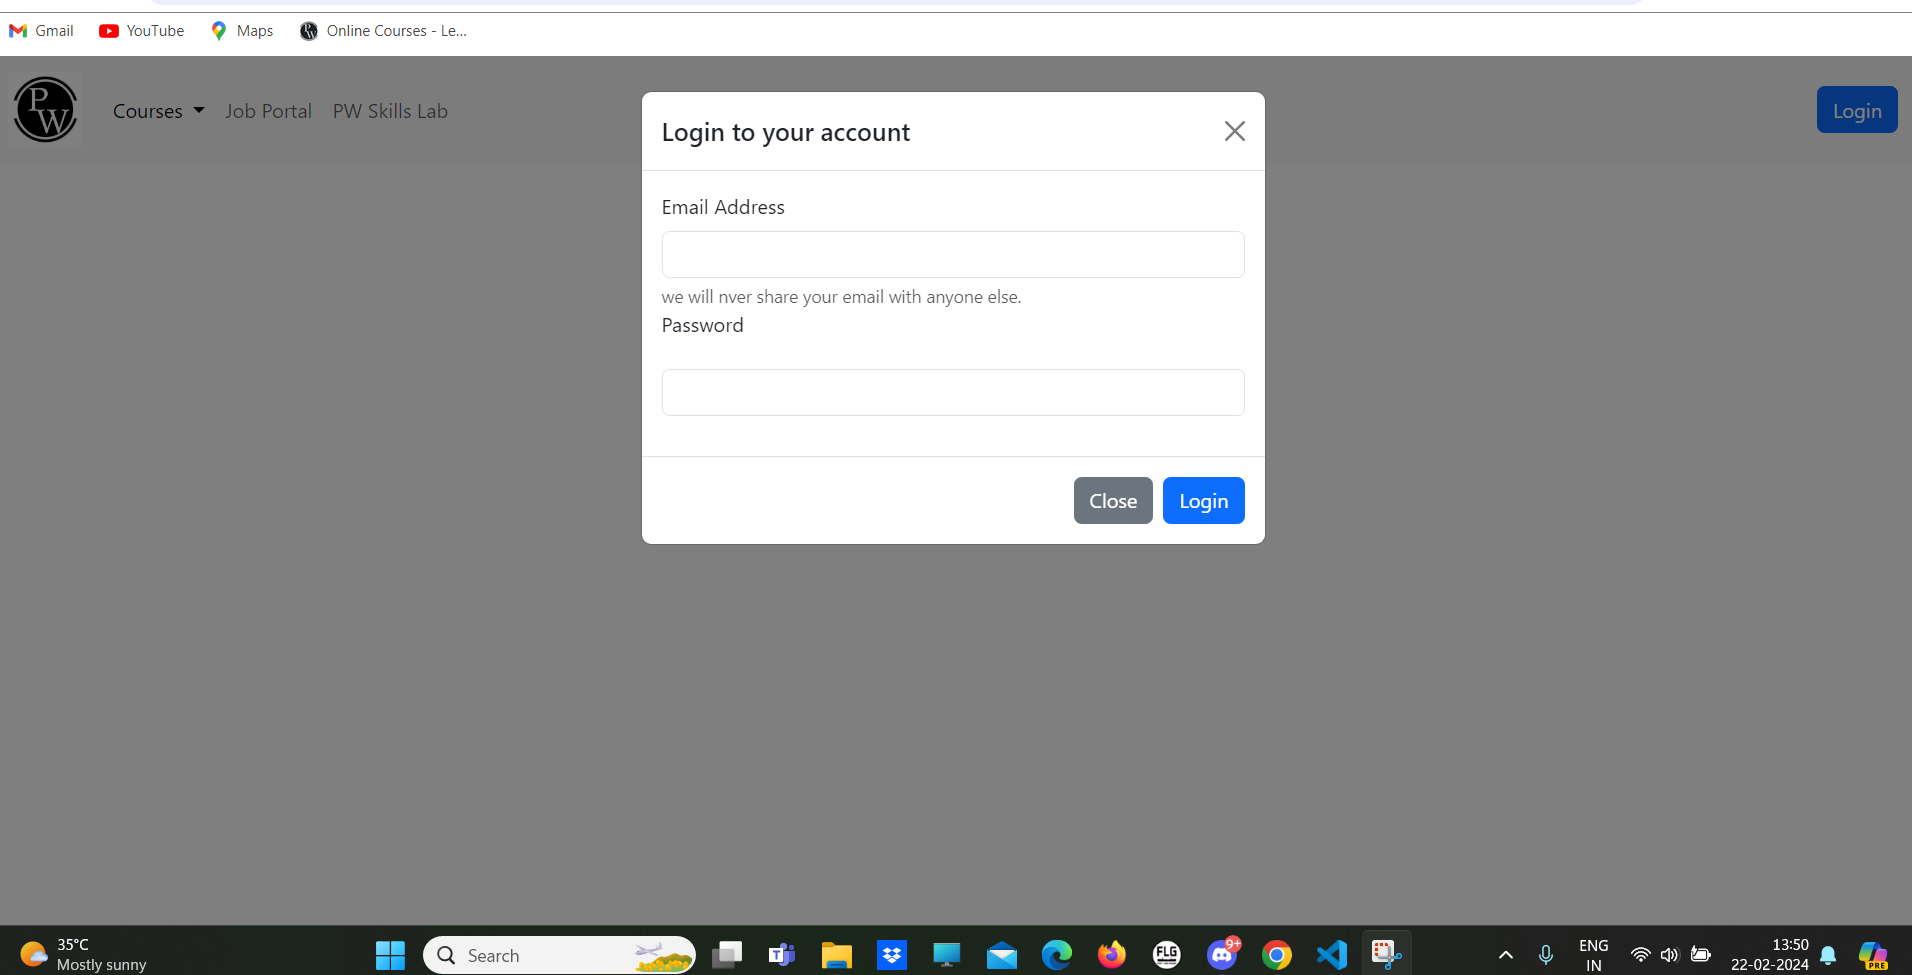 Gmail YouTube Maps Online Courses - Le...
PW Courses Job Portal PW Skills Lab Login
Login to your account
Email Address
we will nver share your email with anyone else.
Password
Close Login
35°C
Mostly sunny
Search
FLG
9+
PRE
ENG
IN
13:50
22-02-2024